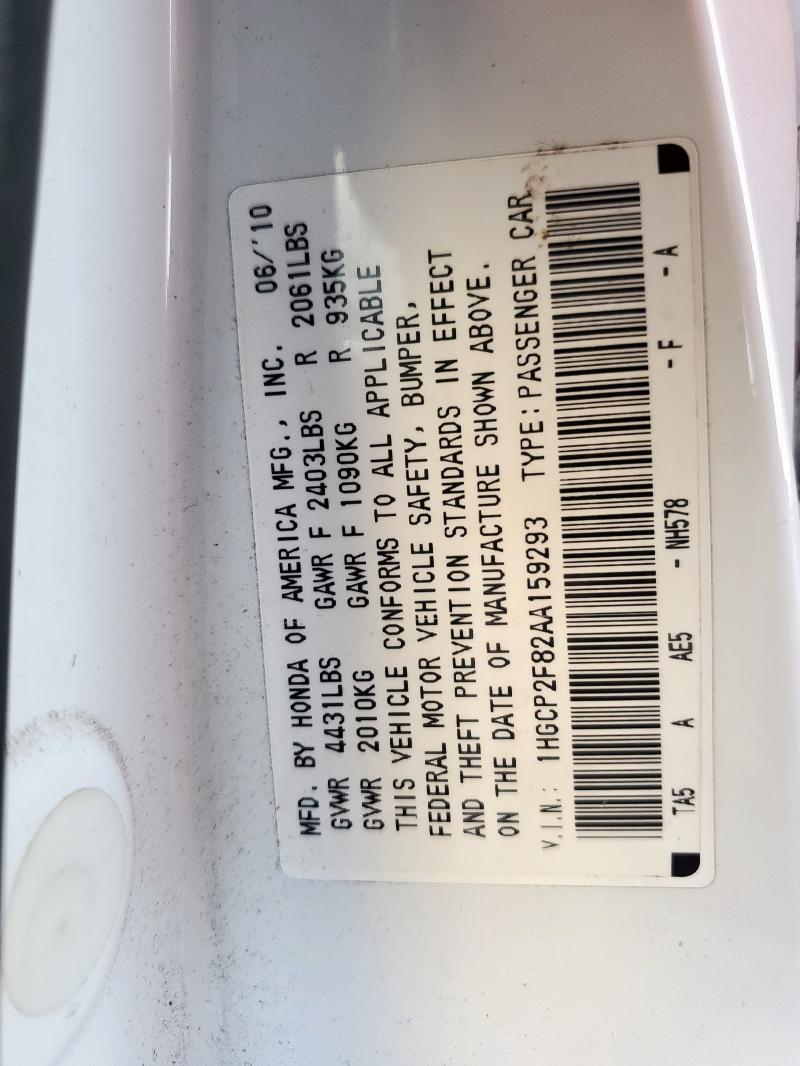 MFD. BY HONDA OF AMERICA MFG., INC. 06/'10
GVWR 4431LBS GAWR F 2403LBS R 2061LBS
GVWR 2010KG GAWR F 1090KG R 935KG
THIS VEHICLE CONFORMS TO ALL APPLICABLE
FEDERAL MOTOR VEHICLE SAFETY, BUMPER,
AND THEFT PREVENTION STANDARDS IN EFFECT
ON THE DATE OF MANUFACTURE SHOWN ABOVE.
V.I.N.: 1HGCP2F82AA159293 TYPE:PASSENGER CAR
TA5 A AE5 - NH578 - F - A